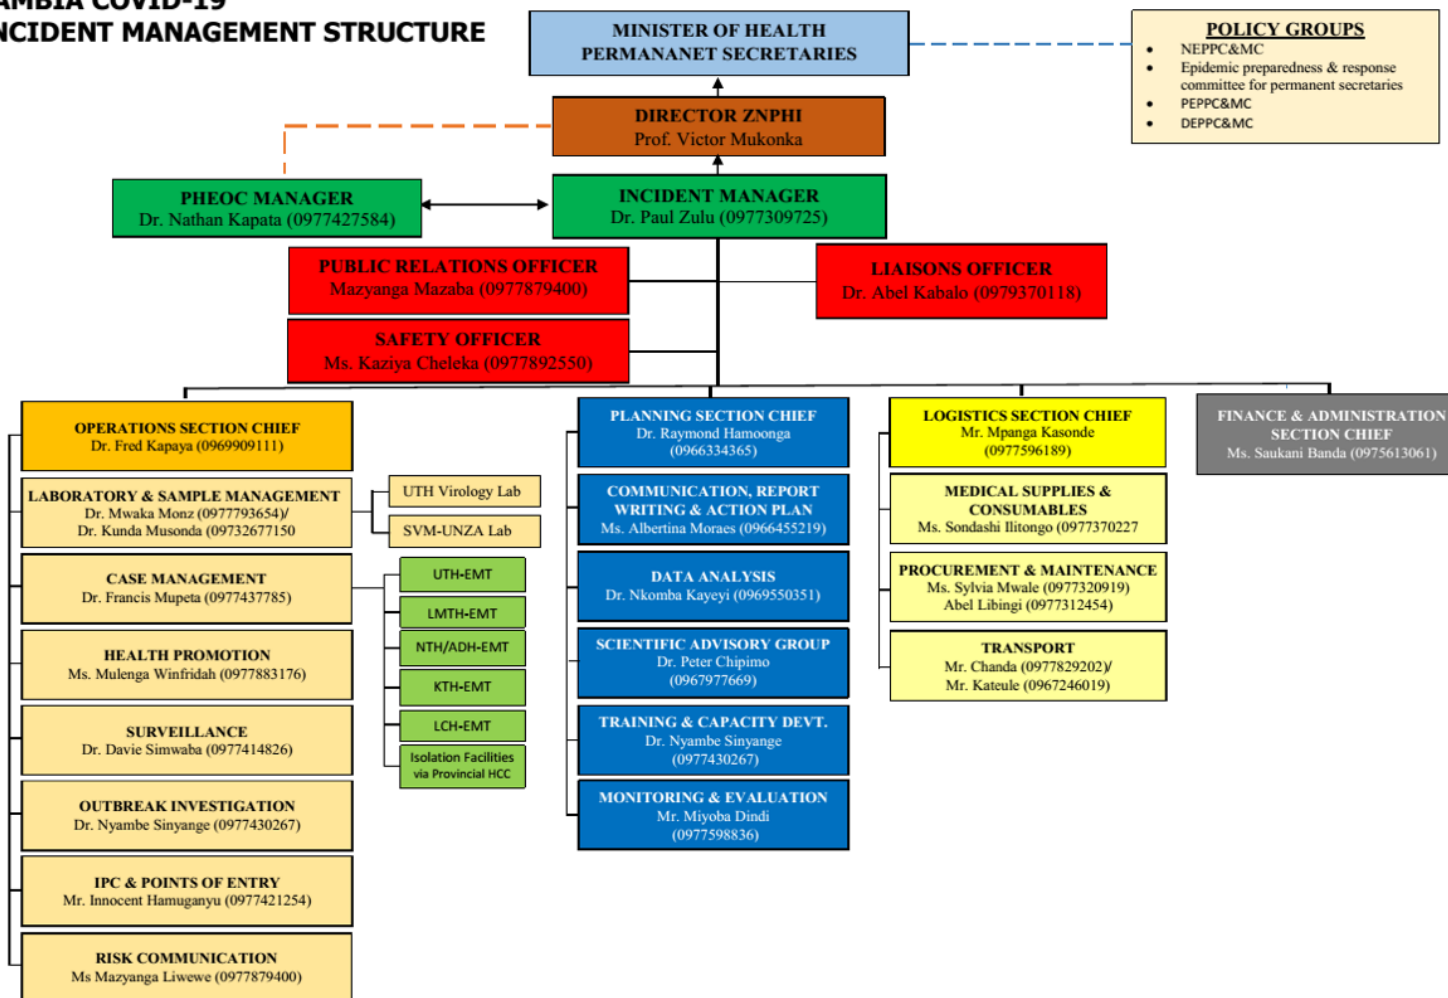 AMBIA COVID-19
NCIDENT MANAGEMENT STRUCTURE
MINISTER OF HEALTH
PERMANANET SECRETARIES
POLICY GROUPS
• NEPPC&MC
• Epidemic preparedness & response
committee for permanent secretaries
• PEPPC&MC
• DEPPC&MC
DIRECTOR ZNPHI
Prof. Victor Mukonka
PHEOC MANAGER
Dr. Nathan Kapata (0977427584)
INCIDENT MANAGER
Dr. Paul Zulu (0977309725)
PUBLIC RELATIONS OFFICER
Mazyanga Mazaba (0977879400)
LIAISONS OFFICER
Dr. Abel Kabalo (0979370118)
SAFETY OFFICER
Ms. Kaziya Cheleka (0977892550)
OPERATIONS SECTION CHIEF
Dr. Fred Kapaya (0969909111)
LABORATORY & SAMPLE MANAGEMENT
Dr. Mwaka Monz (0977793654)/
Dr. Kunda Musonda (09732677150
UTH Virology Lab
SVM-UNZA Lab
CASE MANAGEMENT
Dr. Francis Mupeta (0977437785)
UTH-EMT
LMTH-EMT
NTH/ADH-EMT
KTH-EMT
LCH-EMT
Isolation Facilities
via Provincial HCC
HEALTH PROMOTION
Ms. Mulenga Winfridah (0977883176)
SURVEILLANCE
Dr. Davie Simwaba (0977414826)
OUTBREAK INVESTIGATION
Dr. Nyambe Sinyange (0977430267)
IPC & POINTS OF ENTRY
Mr. Innocent Hamuganyu (0977421254)
RISK COMMUNICATION
Ms Mazyanga Liwewe (0977879400)
PLANNING SECTION CHIEF
Dr. Raymond Hamoonga
(0966334365)
COMMUNICATION, REPORT
WRITING & ACTION PLAN
Ms. Albertina Moraes (0966455219)
DATA ANALYSIS
Dr. Nkomba Kayeyi (0969550351)
SCIENTIFIC ADVISORY GROUP
Dr. Peter Chipimo
(0967977669)
TRAINING & CAPACITY DEVT.
Dr. Nyambe Sinyange
(0977430267)
MONITORING & EVALUATION
Mr. Miyoba Dindi
(0977598836)
LOGISTICS SECTION CHIEF
Mr. Mpanga Kasonde
(0977596189)
MEDICAL SUPPLIES &
CONSUMABLES
Ms. Sondashi Ilitongo (0977370227
PROCUREMENT & MAINTENANCE
Ms. Sylvia Mwale (0977320919)
Abel Libingi (0977312454)
TRANSPORT
Mr. Chanda (0977829202)/
Mr. Kateule (0967246019)
FINANCE & ADMINISTRATION
SECTION CHIEF
Ms. Saukani Banda (0975613061)